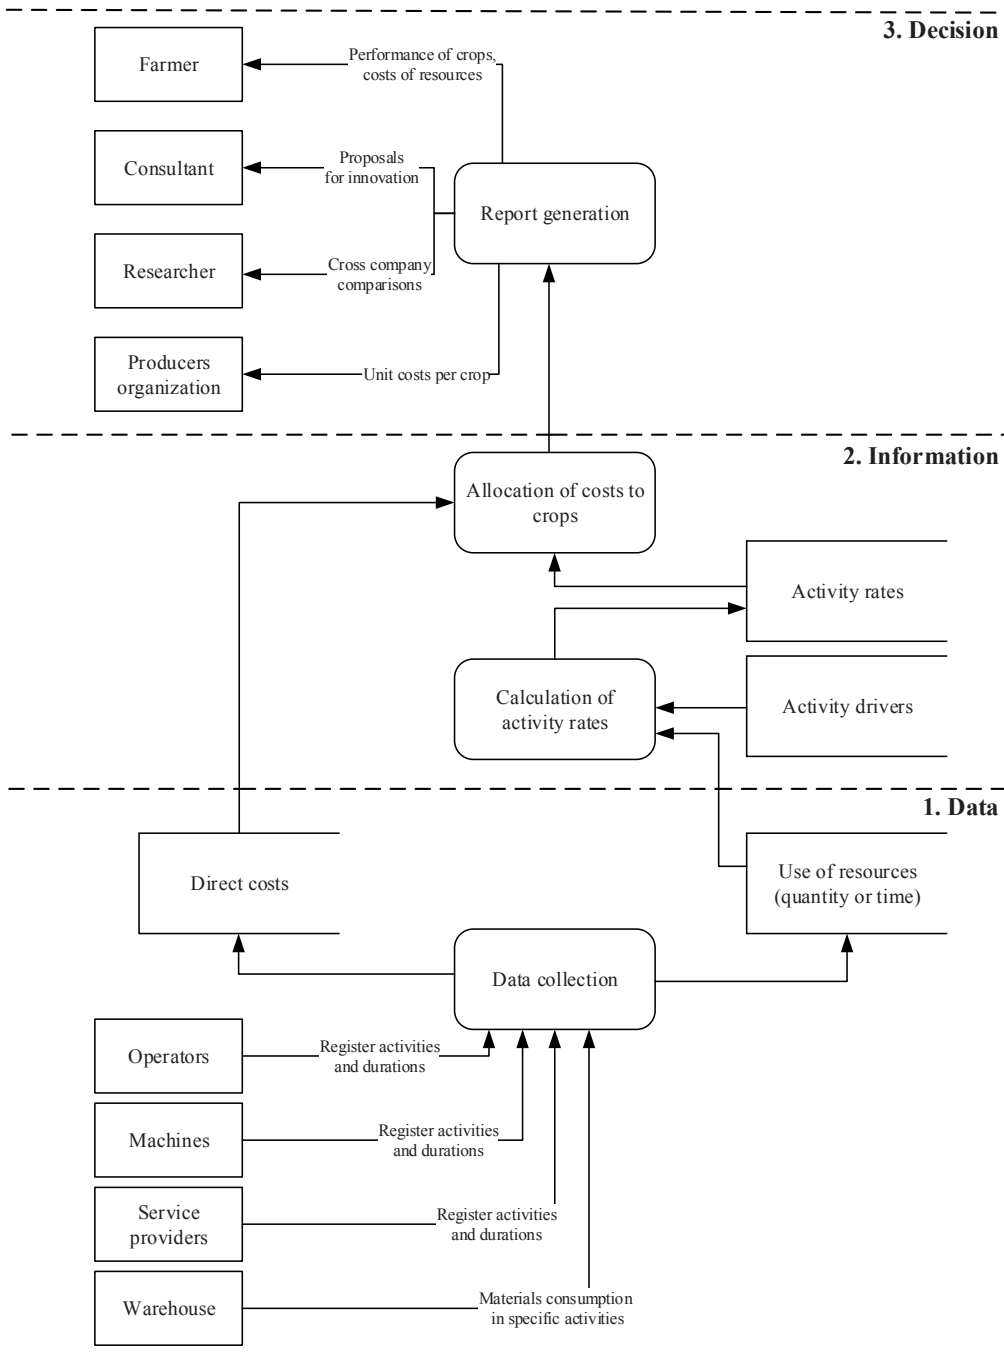 3. Decision
Farmer
Performance of crops,
costs of resources
Consultant
Proposals
for innovation
Report generation
Researcher
Cross company
comparisons
Producers
organization
Unit costs per crop
2. Information
Allocation of costs to
crops
Activity rates
Calculation of
activity rates
Activity drivers
1. Data
Direct costs
Use of resources
(quantity or time)
Data collection
Operators
Register activities
and durations
Machines
Register activities
and durations
Service
providers
Register activities
and durations
Warehouse
Materials consumption
in specific activities